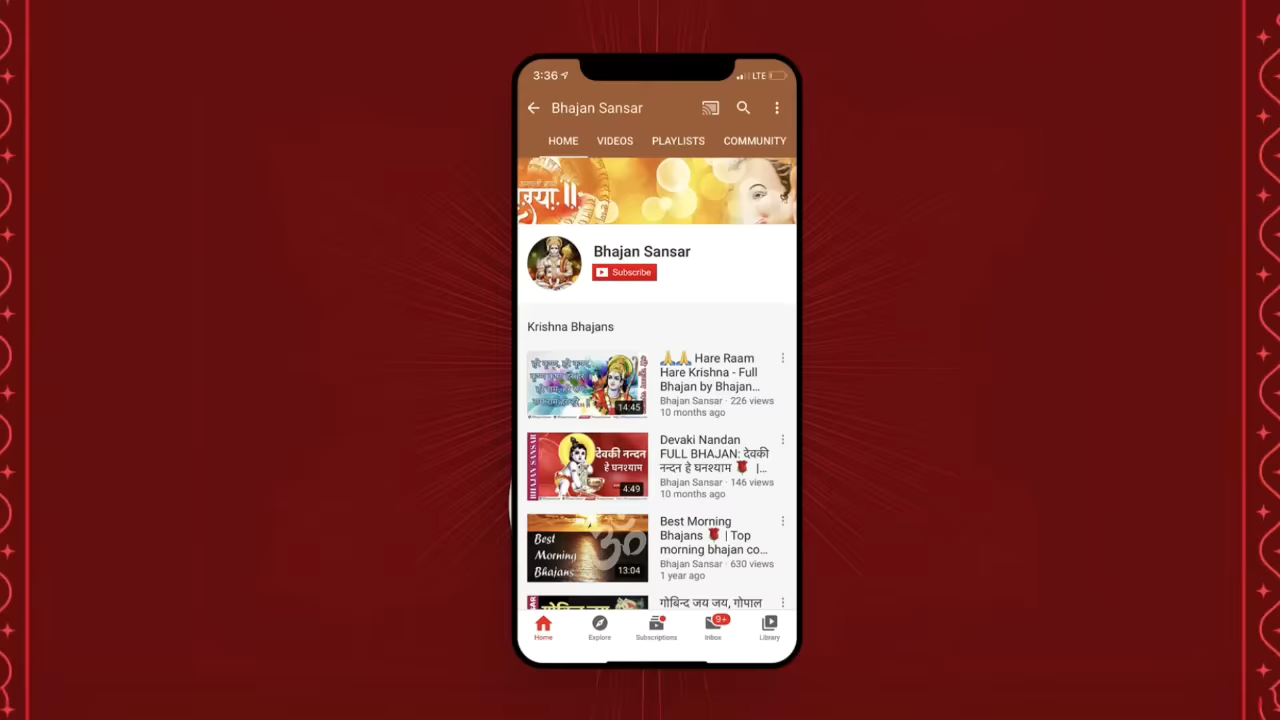 3:36
LTE
Bhajan Sansar
HOME VIDEOS PLAYLISTS COMMUNITY
Bhajan Sansar
Subscribe
Krishna Bhajans
14:45
🙏🙏 Hare Raam
Hare Krishna - Full
Bhajan by Bhajan...
Bhajan Sansar · 226 views
10 months ago
BHAJAN SANSAR
देवकी नन्दन
हे घनश्याम
4:49
Devaki Nandan
FULL BHAJAN: देवकी
नन्दन हे घनश्याम 🌹 |...
Bhajan Sansar · 146 views
10 months ago
Best
Morning
Bhajans
ॐ
13:04
Best Morning
Bhajans 🌹 | Top
morning bhajan co...
Bhajan Sansar · 630 views
1 year ago
गोबिन्द जय जय, गोपाल
Home Explore Subscriptions Inbox Library
9+